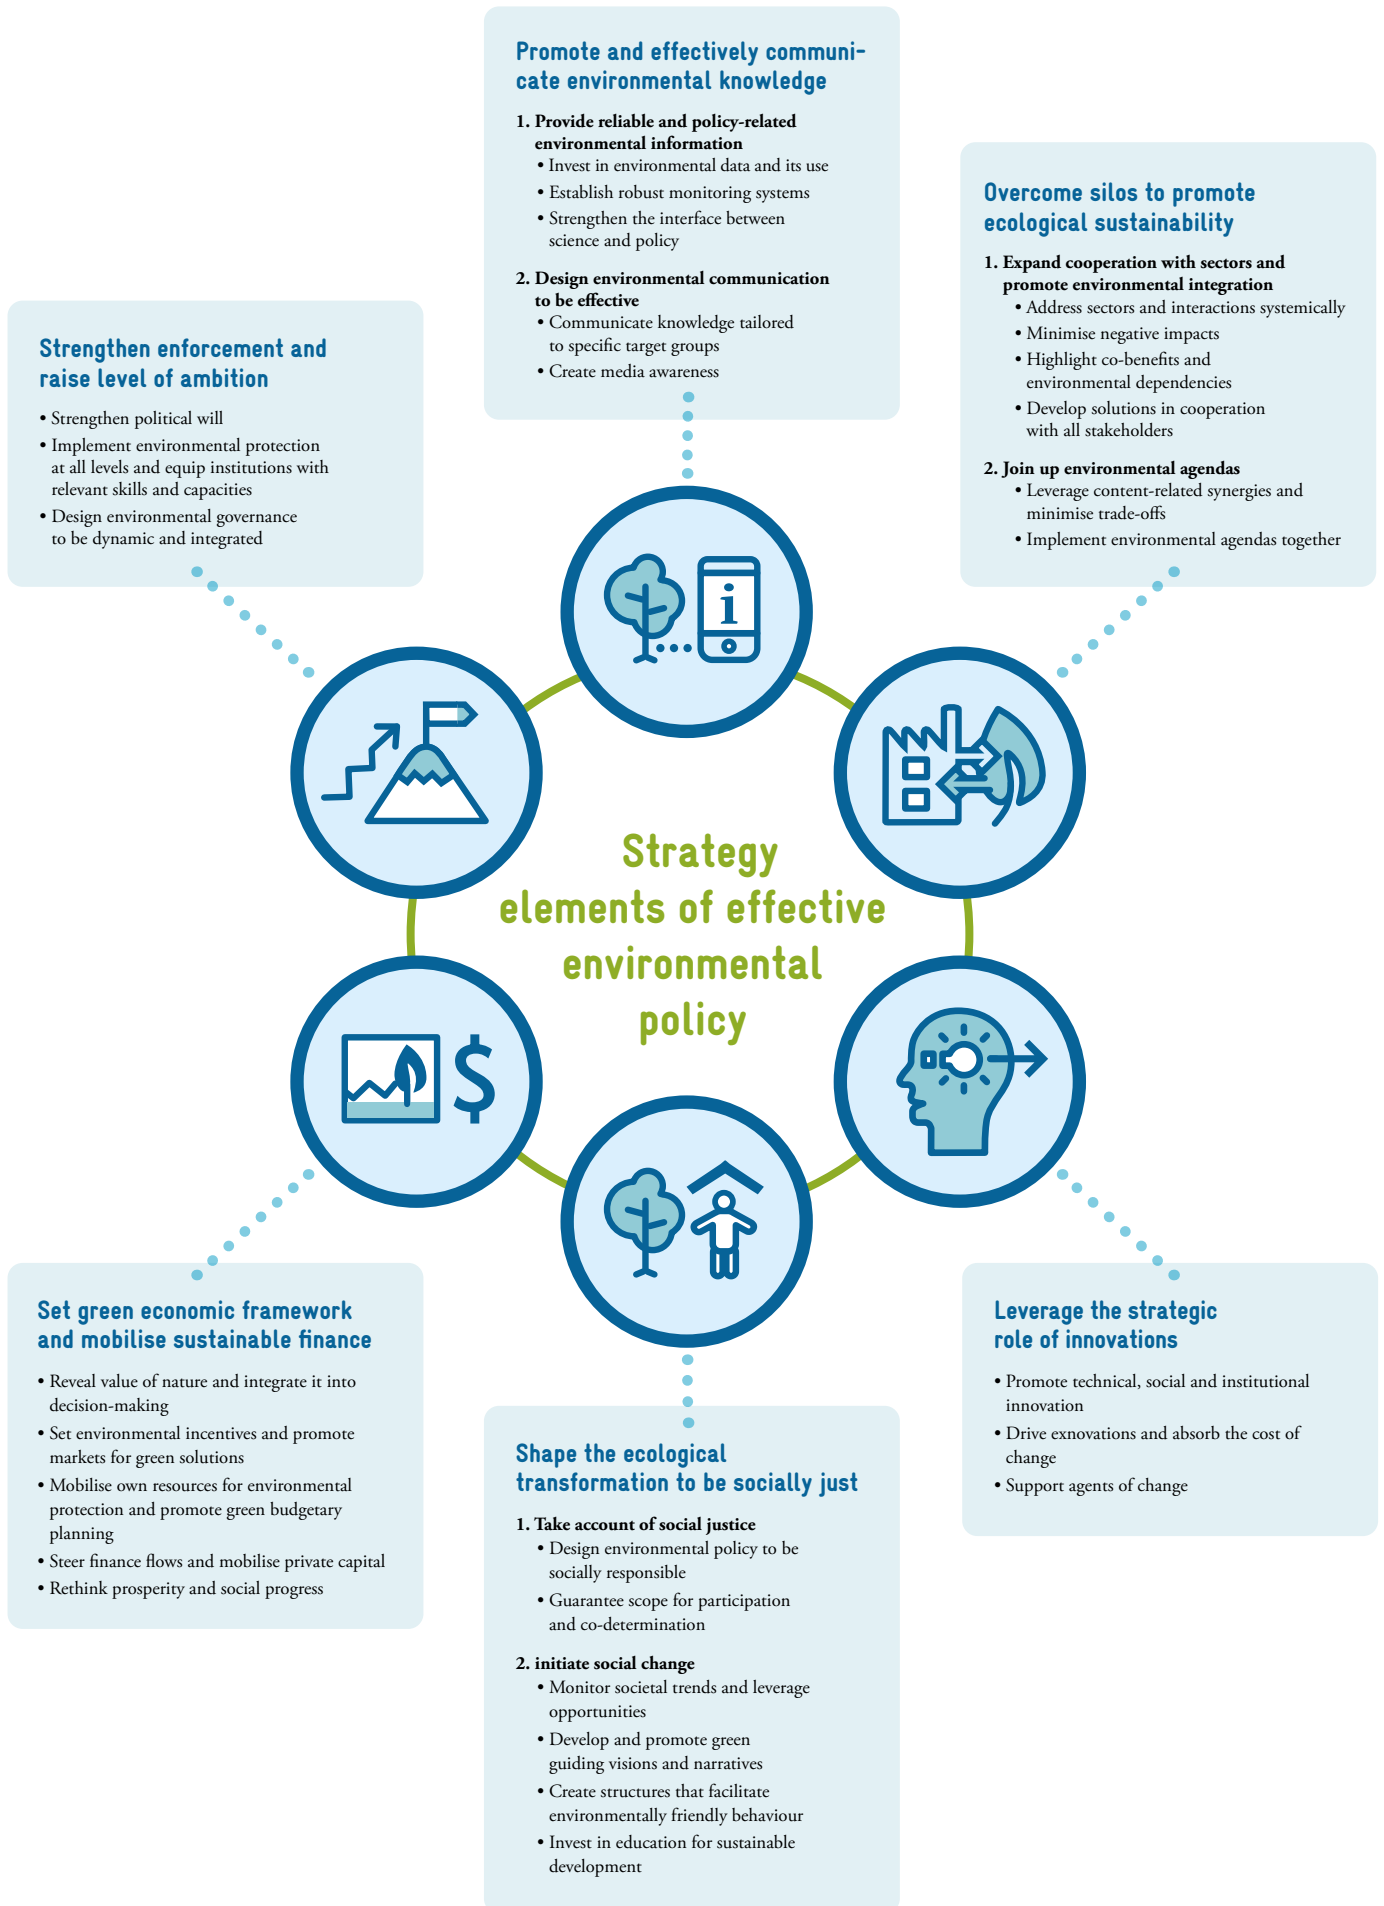 Promote and effectively communi-
cate environmental knowledge
1. Provide reliable and policy-related
environmental information
• Invest in environmental data and its use
• Establish robust monitoring systems
• Strengthen the interface between
science and policy
2. Design environmental communication
to be effective
• Communicate knowledge tailored
to specific target groups
• Create media awareness
Overcome silos to promote
ecological sustainability
1. Expand cooperation with sectors and
promote environmental integration
• Address sectors and interactions systemically
• Minimise negative impacts
• Highlight co-benefits and
environmental dependencies
• Develop solutions in cooperation
with all stakeholders
2. Join up environmental agendas
• Leverage content-related synergies and
minimise trade-offs
• Implement environmental agendas together
Strengthen enforcement and
raise level of ambition
• Strengthen political will
• Implement environmental protection
at all levels and equip institutions with
relevant skills and capacities
• Design environmental governance
to be dynamic and integrated
i
Strategy
elements of effective
environmental
policy
$
Set green economic framework
and mobilise sustainable finance
• Reveal value of nature and integrate it into
decision-making
• Set environmental incentives and promote
markets for green solutions
• Mobilise own resources for environmental
protection and promote green budgetary
planning
• Steer finance flows and mobilise private capital
• Rethink prosperity and social progress
Shape the ecological
transformation to be socially just
1. Take account of social justice
• Design environmental policy to be
socially responsible
• Guarantee scope for participation
and co-determination
2. initiate social change
• Monitor societal trends and leverage
opportunities
• Develop and promote green
guiding visions and narratives
• Create structures that facilitate
environmentally friendly behaviour
• Invest in education for sustainable
development
Leverage the strategic
role of innovations
• Promote technical, social and institutional
innovation
• Drive exnovations and absorb the cost of
change
• Support agents of change